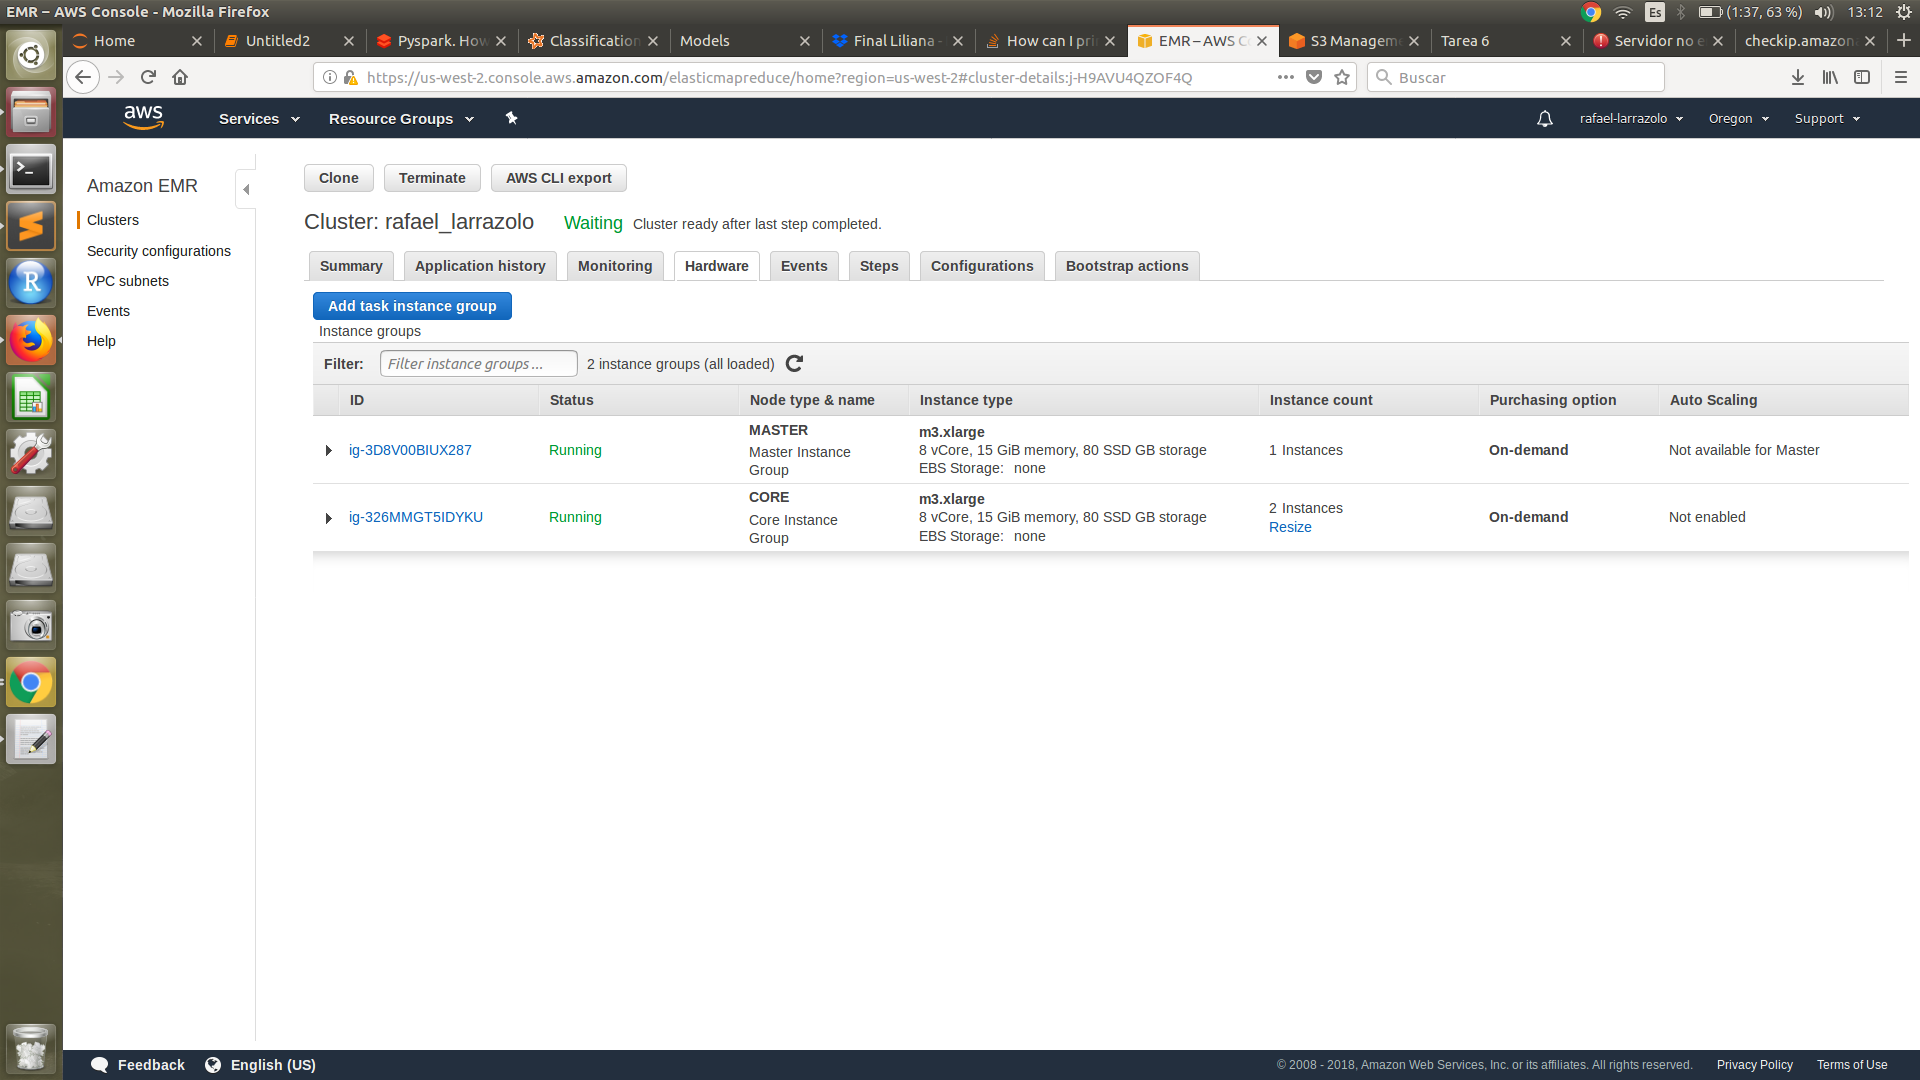 EMR – AWS Console - Mozilla Firefox
Es
(1:37, 63 %)
13:12
Home
Untitled2
Pyspark. How
Classification
Models
Final Liliana -
How can I pri
EMR – AWS C
S3 Managem
Tarea 6
Servidor no e
checkip.amazon
https://us-west-2.console.aws.amazon.com/elasticmapreduce/home?region=us-west-2#cluster-details:j-H9AVU4QZOF4Q
Buscar
aws
Services
Resource Groups
rafael-larrazolo
Oregon
Support
Amazon EMR
Clusters
Security configurations
VPC subnets
Events
Help
Clone
Terminate
AWS CLI export
Cluster: rafael_larrazolo
Waiting
Cluster ready after last step completed.
Summary
Application history
Monitoring
Hardware
Events
Steps
Configurations
Bootstrap actions
Add task instance group
Instance groups
Filter:
Filter instance groups ...
2 instance groups (all loaded)
ID
Status
Node type & name
Instance type
Instance count
Purchasing option
Auto Scaling
ig-3D8V00BIUX287
Running
MASTER
Master Instance
Group
m3.xlarge
8 vCore, 15 GiB memory, 80 SSD GB storage
EBS Storage: none
1 Instances
On-demand
Not available for Master
ig-326MMGT5IDYKU
Running
CORE
Core Instance
Group
m3.xlarge
8 vCore, 15 GiB memory, 80 SSD GB storage
EBS Storage: none
2 Instances
Resize
On-demand
Not enabled
Feedback
English (US)
© 2008 - 2018, Amazon Web Services, Inc. or its affiliates. All rights reserved.
Privacy Policy
Terms of Use